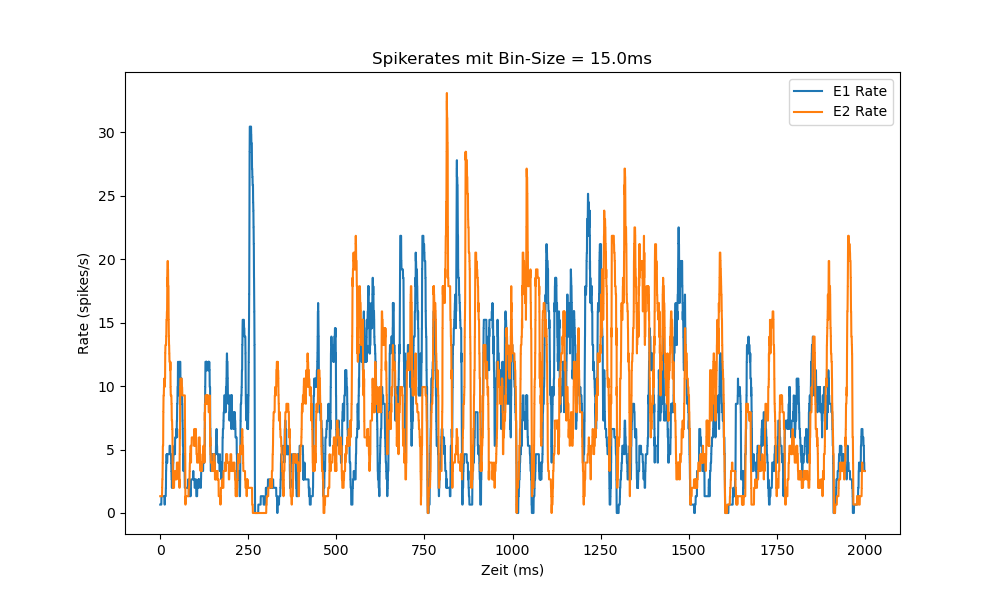 Spikerates mit Bin-Size = 15.0ms
E1 Rate
E2 Rate
Rate (spikes/s)
30
25
20
15
10
5
0
0 250 500 750 1000 1250 1500 1750 2000
Zeit (ms)